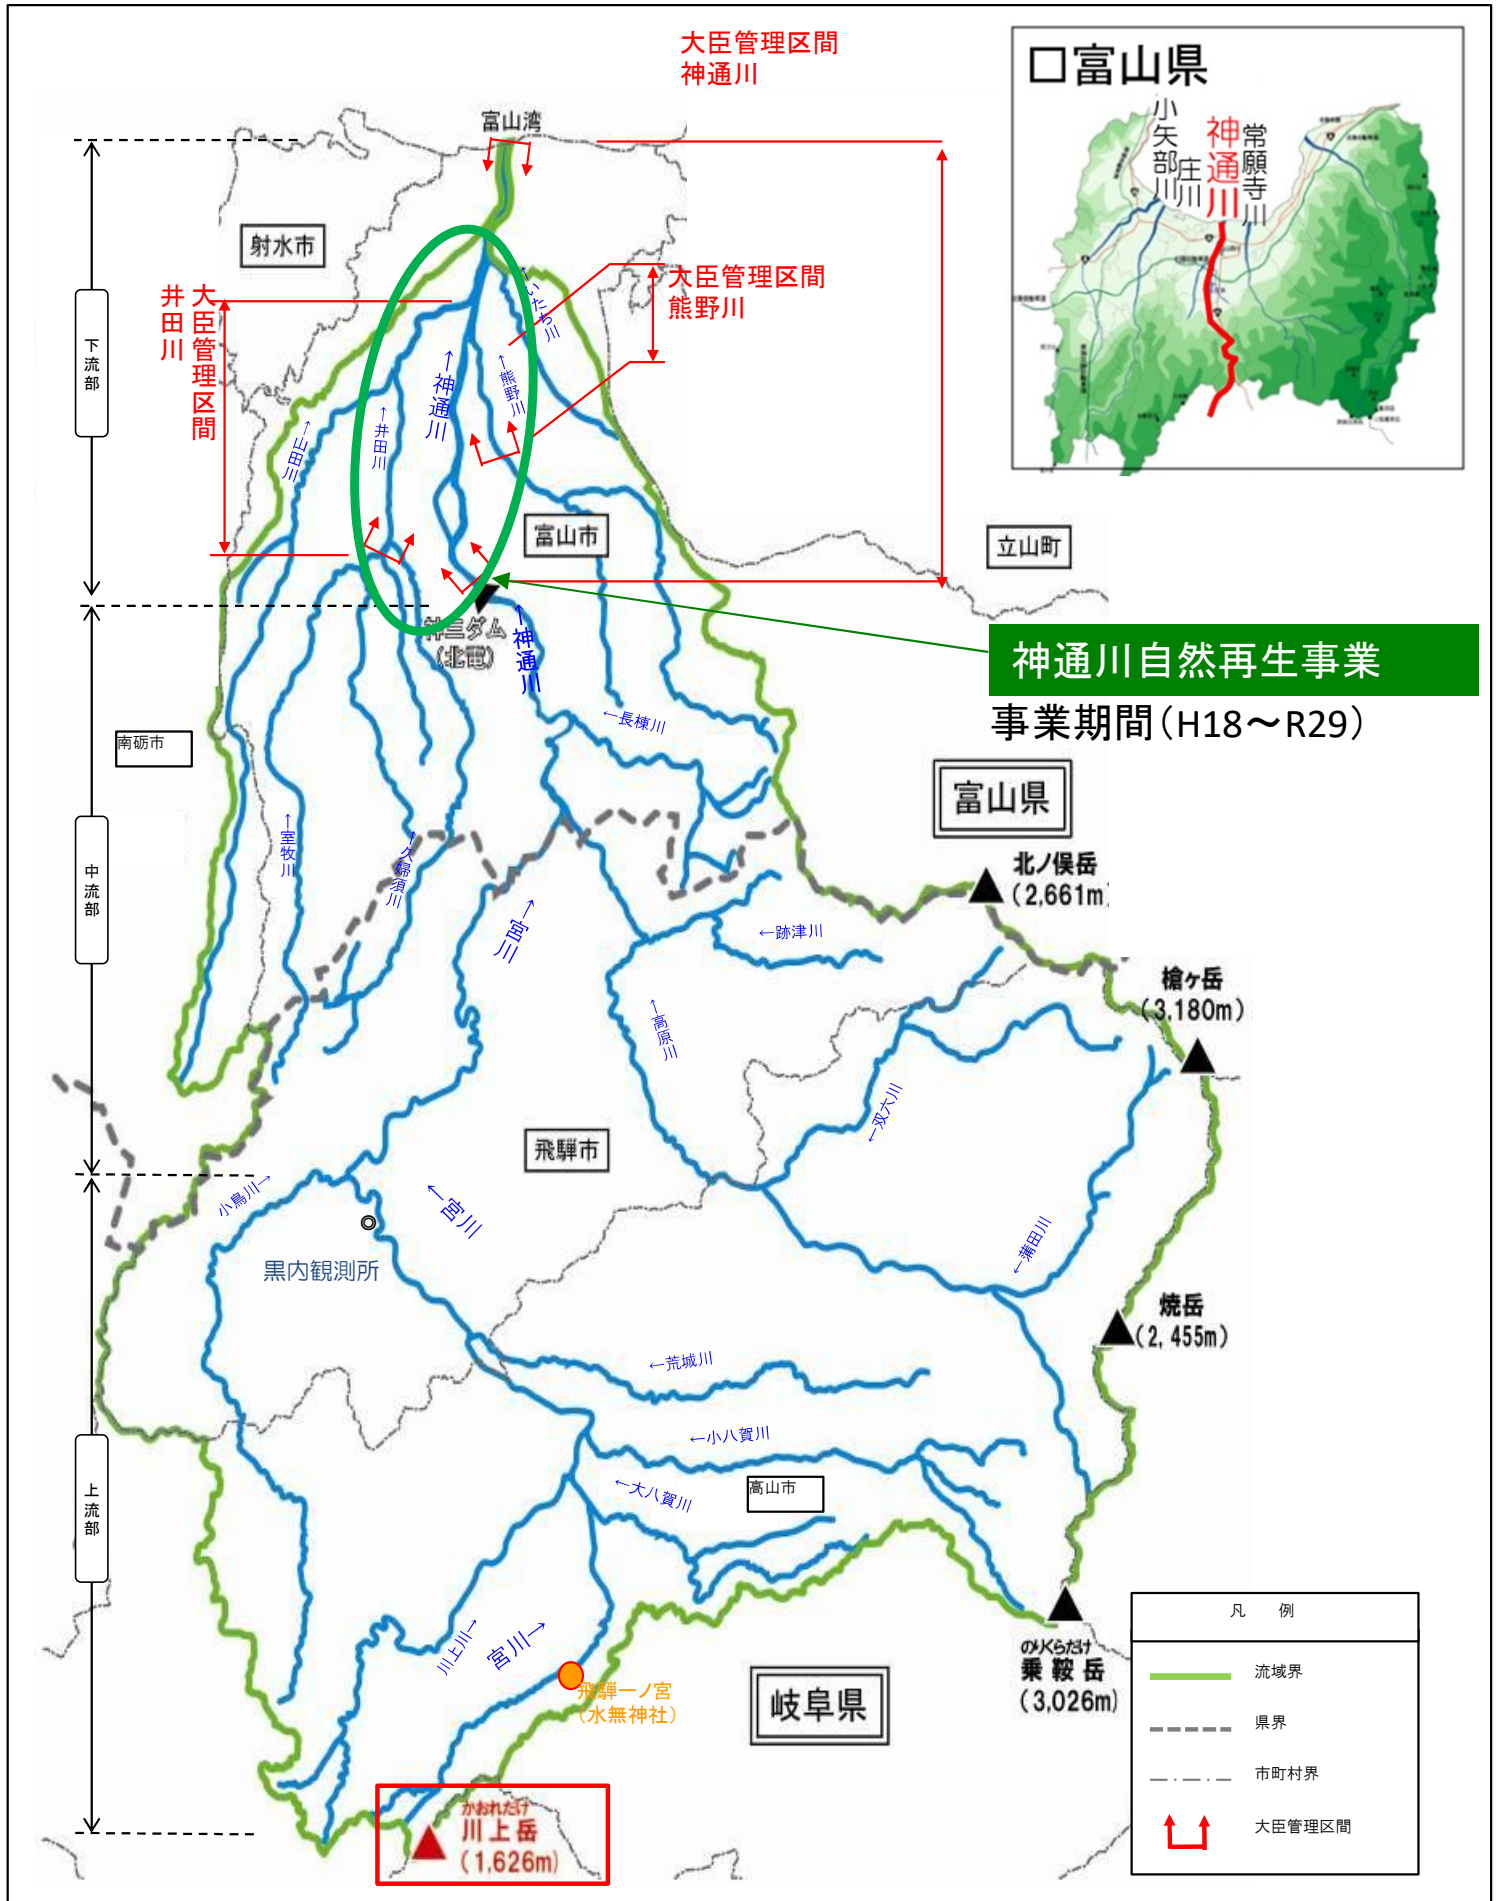 大臣管理区間
神通川
□富山県
小矢部川
庄川
神通川
常願寺川
富山湾
射水市
大臣管理区間
井田川
大臣管理区間
熊野川
←いたち川
←神通川
←熊野川
←井田川
山田川→
下流部
富山市
立山町
神三ダム
(北電)
←神通川
神通川自然再生事業
事業期間(H18～R29)
←長棟川
南砺市
富山県
←室牧川
←久婦須川
中流部
北ノ俣岳
(2,661m)
宮川→
←跡津川
槍ヶ岳
(3,180m)
←高原川
←双六川
飛騨市
小鳥川→
←宮川
←蒲田川
黒内観測所
焼岳
(2,455m)
←荒城川
←小八賀川
←大八賀川
高山市
上流部
川上川→
宮川→
飛騨一ノ宮
(水無神社)
のりくらだけ
乗鞍岳
(3,026m)
岐阜県
かおれだけ
川上岳
(1,626m)
凡 例
流域界
県界
市町村界
大臣管理区間